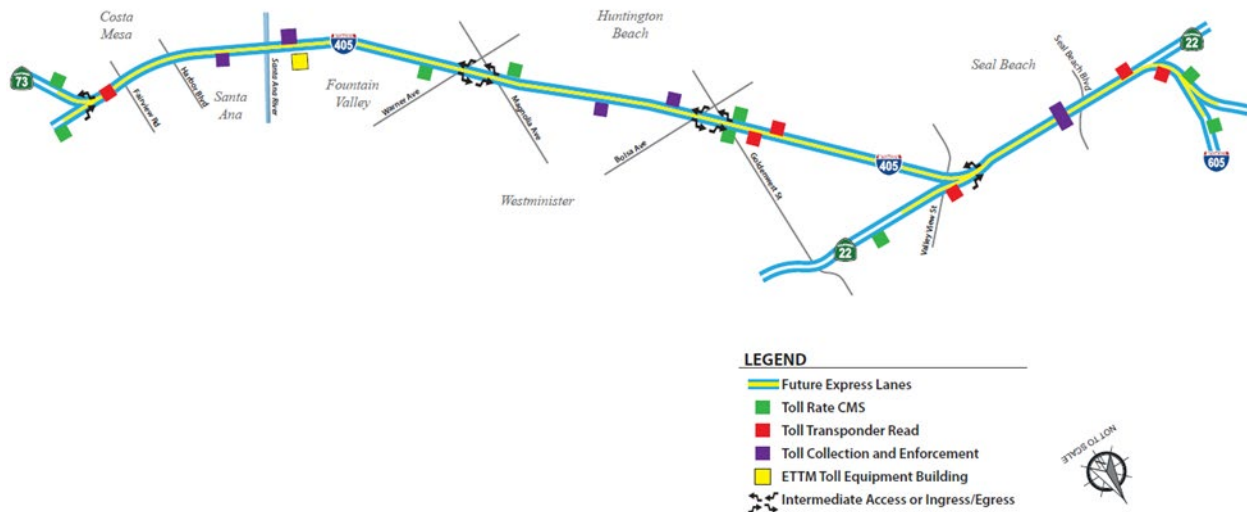 Costa
Mesa
Huntington
Beach
Seal Beach
Seal Beach Blvd
22
405
73
Fairview Rd
Harbor Blvd
Santa
Ana
Santa Ana River
Fountain
Valley
Warner Ave
Magnolia Ave
Bolsa Ave
Goldenwest St
405
605
Westminister
Valley View St
22
LEGEND
Future Express Lanes
Toll Rate CMS
Toll Transponder Read
Toll Collection and Enforcement
ETTM Toll Equipment Building
Intermediate Access or Ingress/Egress
NOT TO SCALE
N